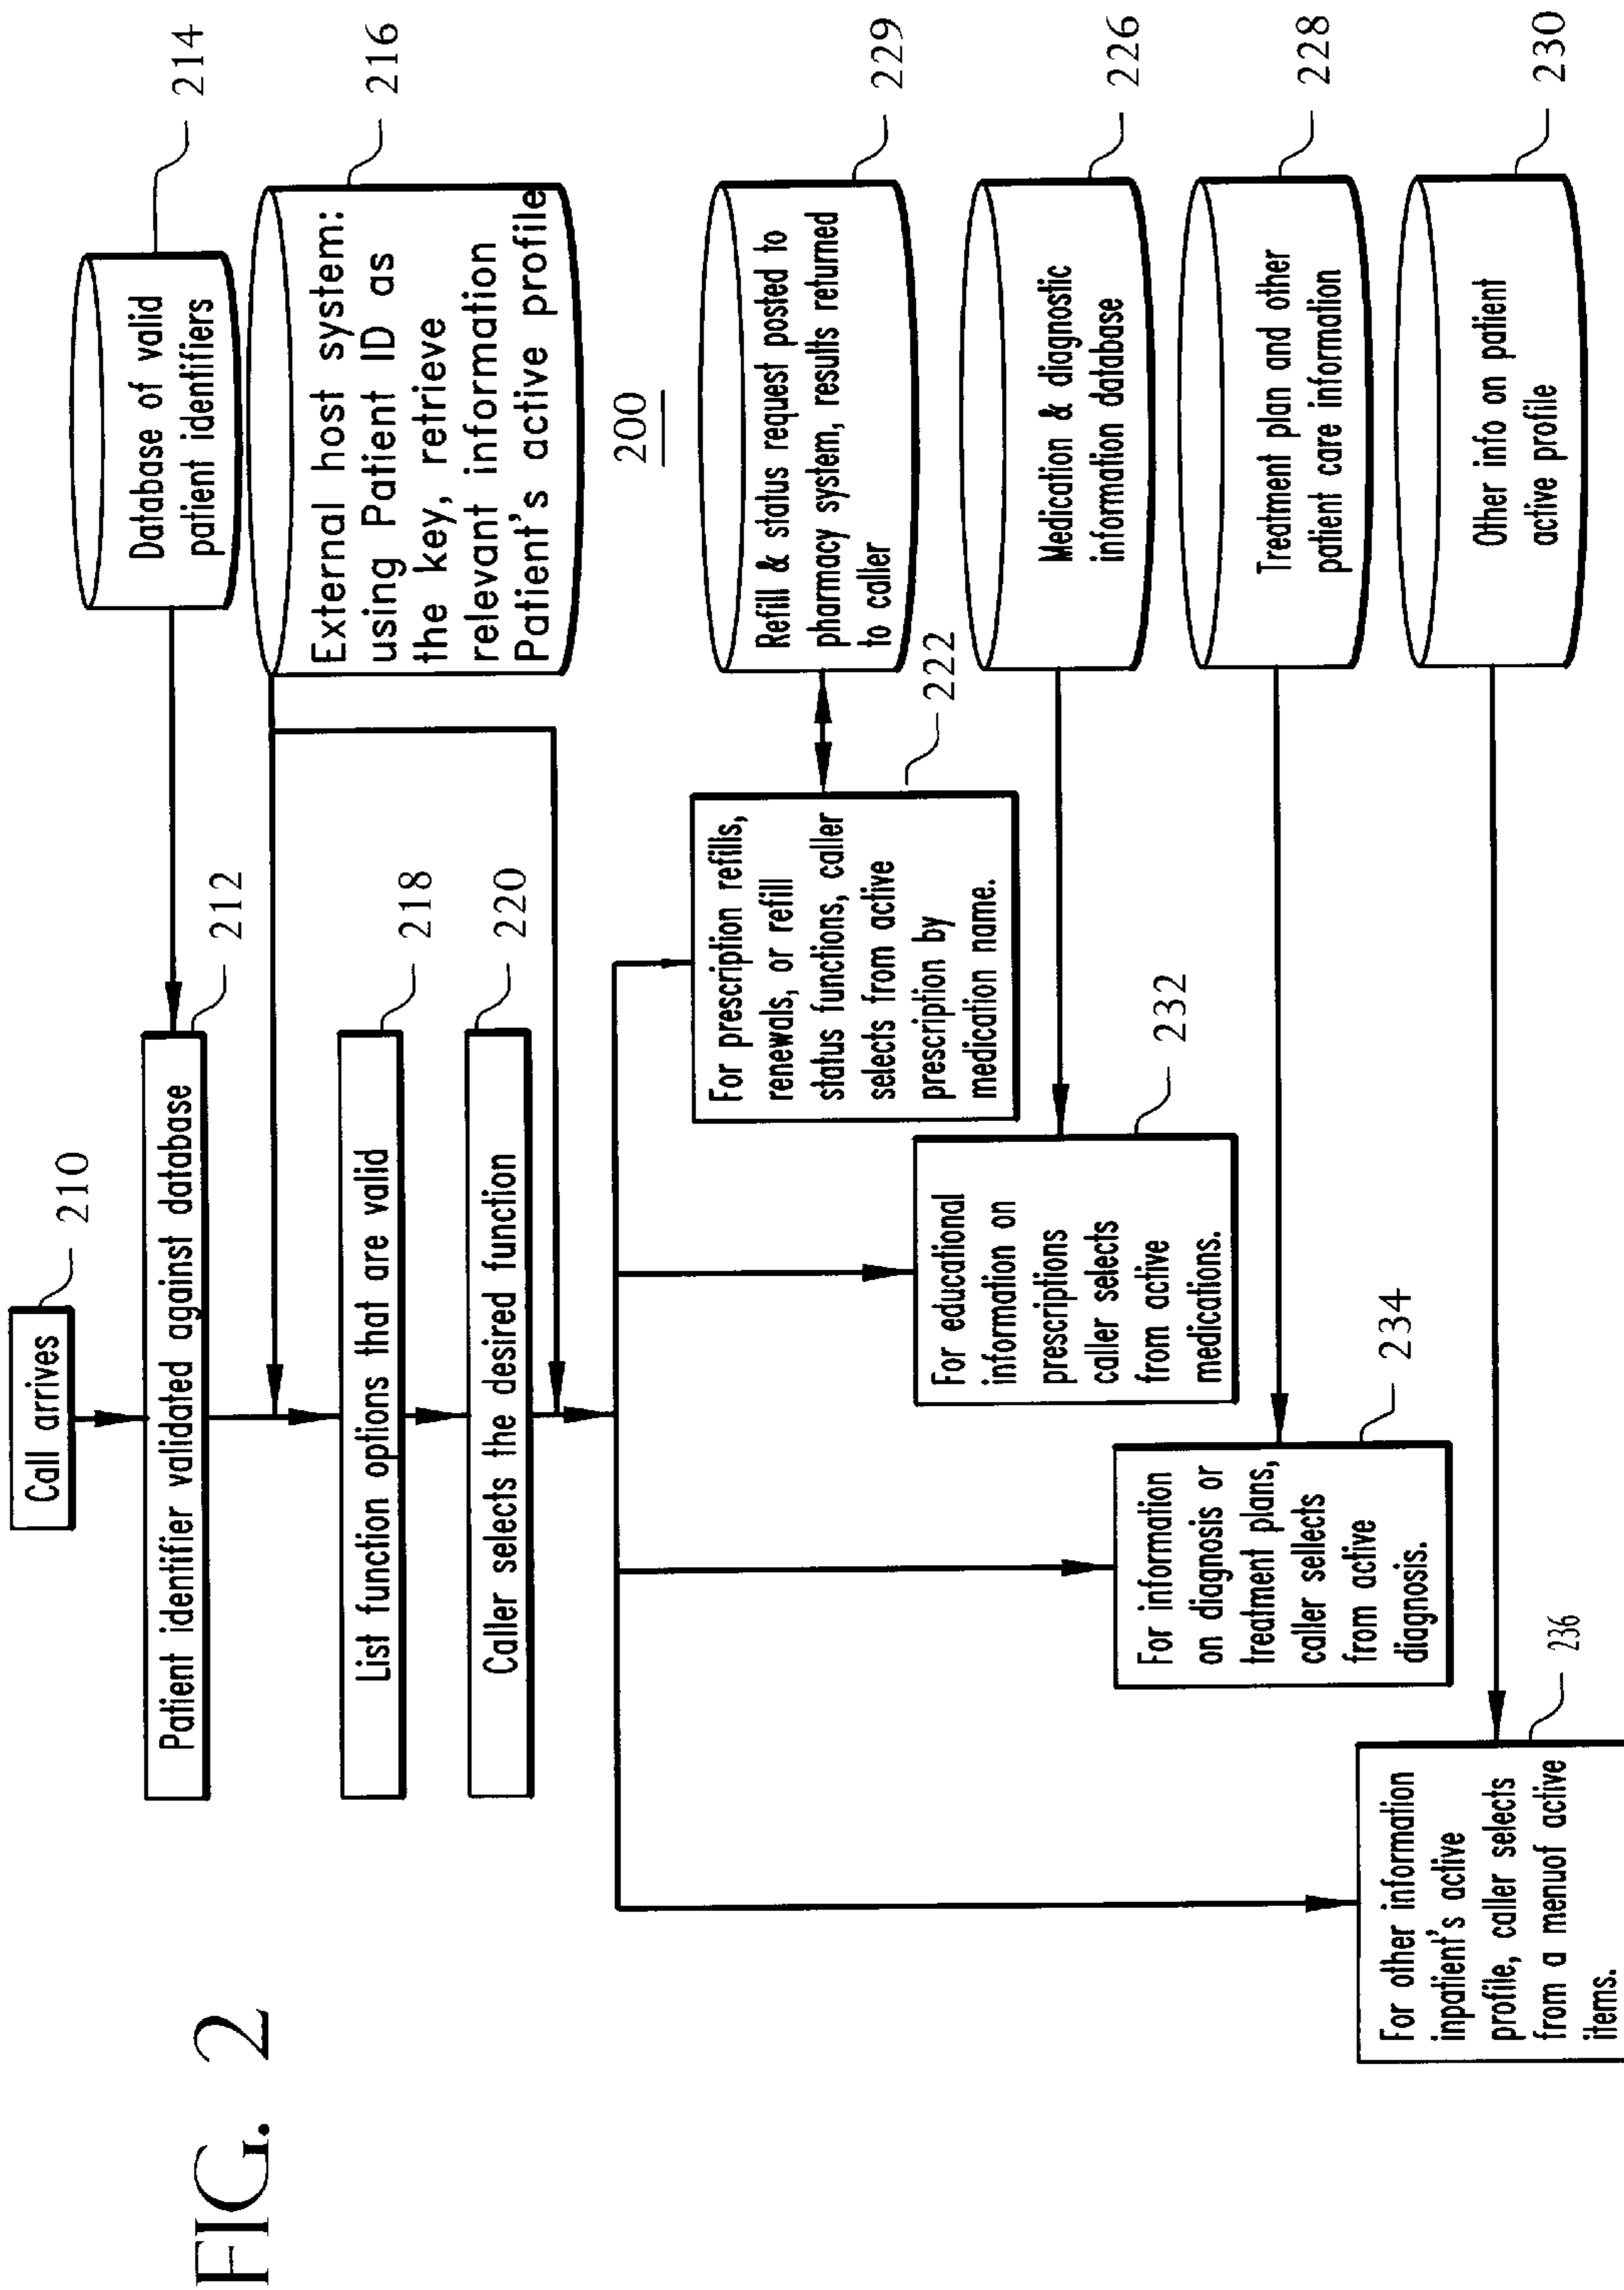 FIG. 2
Call arrives
210
Patient identifier validated against database
212
Database of valid
patient identifiers
214
External host system:
using Patient ID as
the key, retrieve
relevant information
Patient's active profile
216
List function options that are valid
218
Caller selects the desired function
220
200
For prescription refills,
renewals, or refill
status functions, caller
selects from active
prescription by
medication name.
222
Refill & status request posted to
pharmacy system, results returned
to caller
229
For educational
information on
prescriptions
caller selects
from active
medications.
232
Medication & diagnostic
information database
226
For information
on diagnosis or
treatment plans,
caller sellects
from active
diagnosis.
234
Treatment plan and other
patient care information
228
For other information
inpatient's active
profile, caller selects
from a menuof active
items.
236
Other info on patient
active profile
230